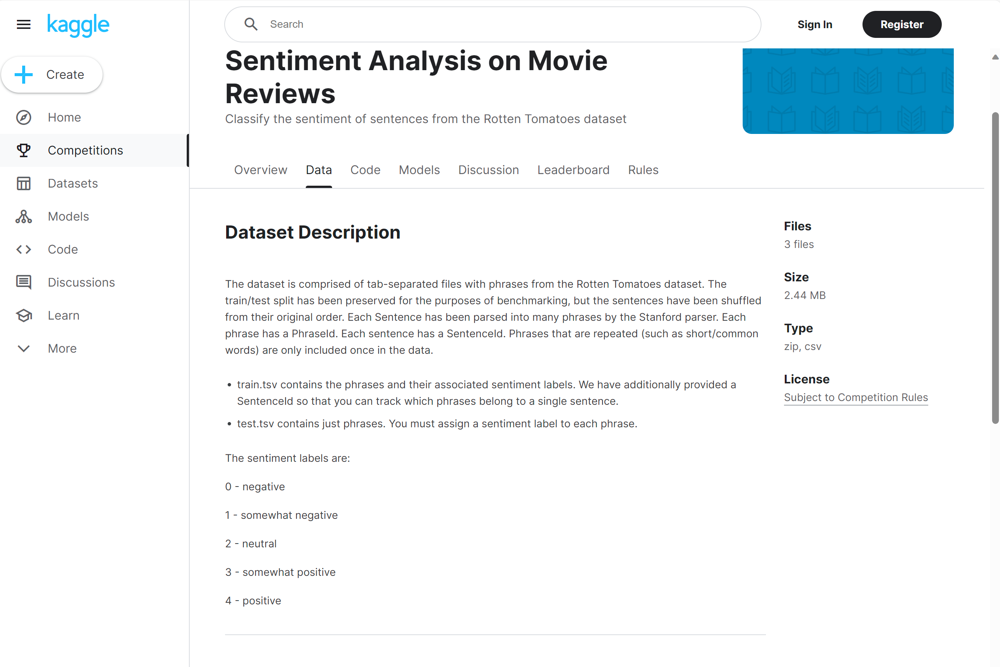 kaggle
Search
Sign In
Register
Create
Home
Competitions
Datasets
Models
Code
Discussions
Learn
More
Sentiment Analysis on Movie
Reviews
Classify the sentiment of sentences from the Rotten Tomatoes dataset
Overview
Data
Code
Models
Discussion
Leaderboard
Rules
Dataset Description
The dataset is comprised of tab-separated files with phrases from the Rotten Tomatoes dataset. The
train/test split has been preserved for the purposes of benchmarking, but the sentences have been shuffled
from their original order. Each Sentence has been parsed into many phrases by the Stanford parser. Each
phrase has a PhraseId. Each sentence has a SentenceId. Phrases that are repeated (such as short/common
words) are only included once in the data.
• train.tsv contains the phrases and their associated sentiment labels. We have additionally provided a
SentenceId so that you can track which phrases belong to a single sentence.
• test.tsv contains just phrases. You must assign a sentiment label to each phrase.
The sentiment labels are:
0 - negative
1 - somewhat negative
2 - neutral
3 - somewhat positive
4 - positive
Files
3 files
Size
2.44 MB
Type
zip, csv
License
Subject to Competition Rules